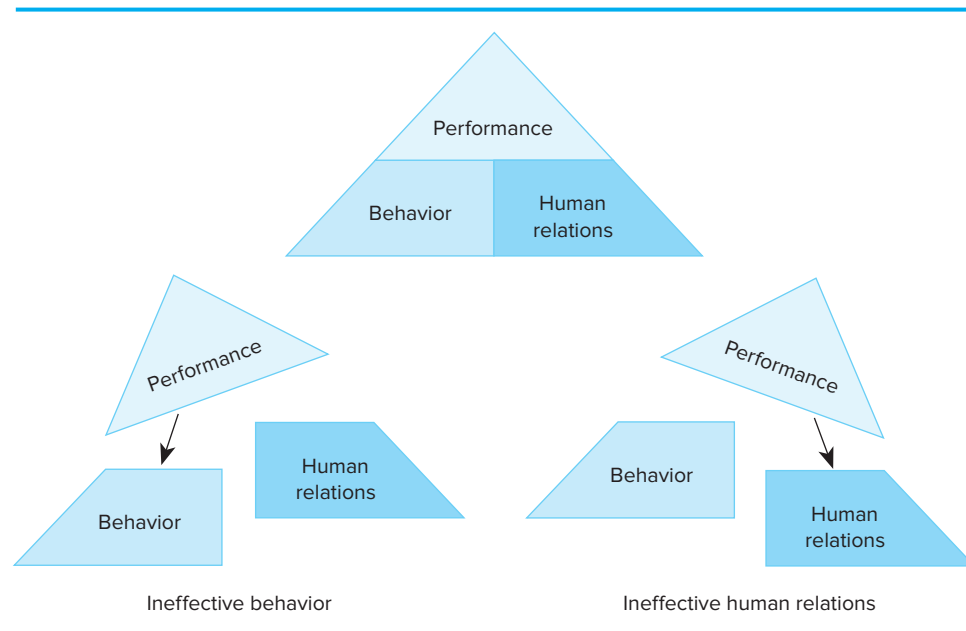 Performance
Behavior
Human
relations
Performance
Performance
Behavior
Human
relations
Behavior
Human
relations
Ineffective behavior
Ineffective human relations